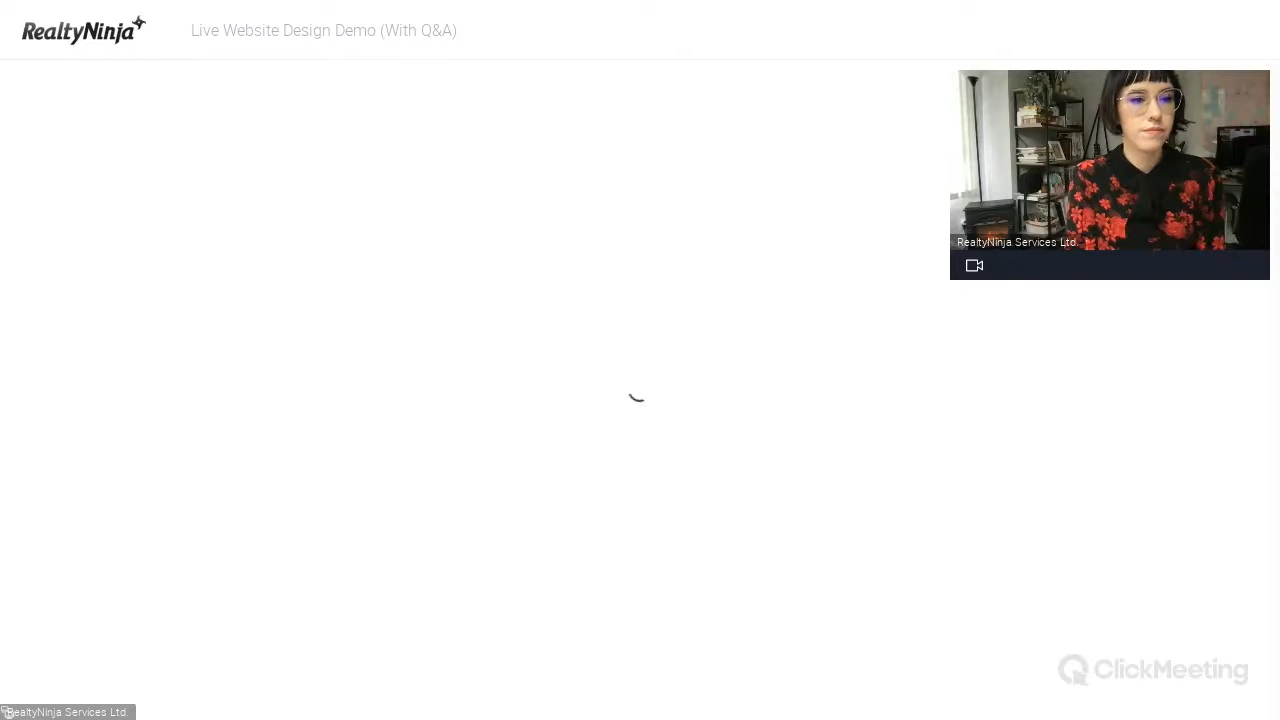 RealtyNinja
Live Website Design Demo (With Q&A)
RealtyNinja Services Ltd.
ClickMeeting
RealtyNinja Services Ltd.